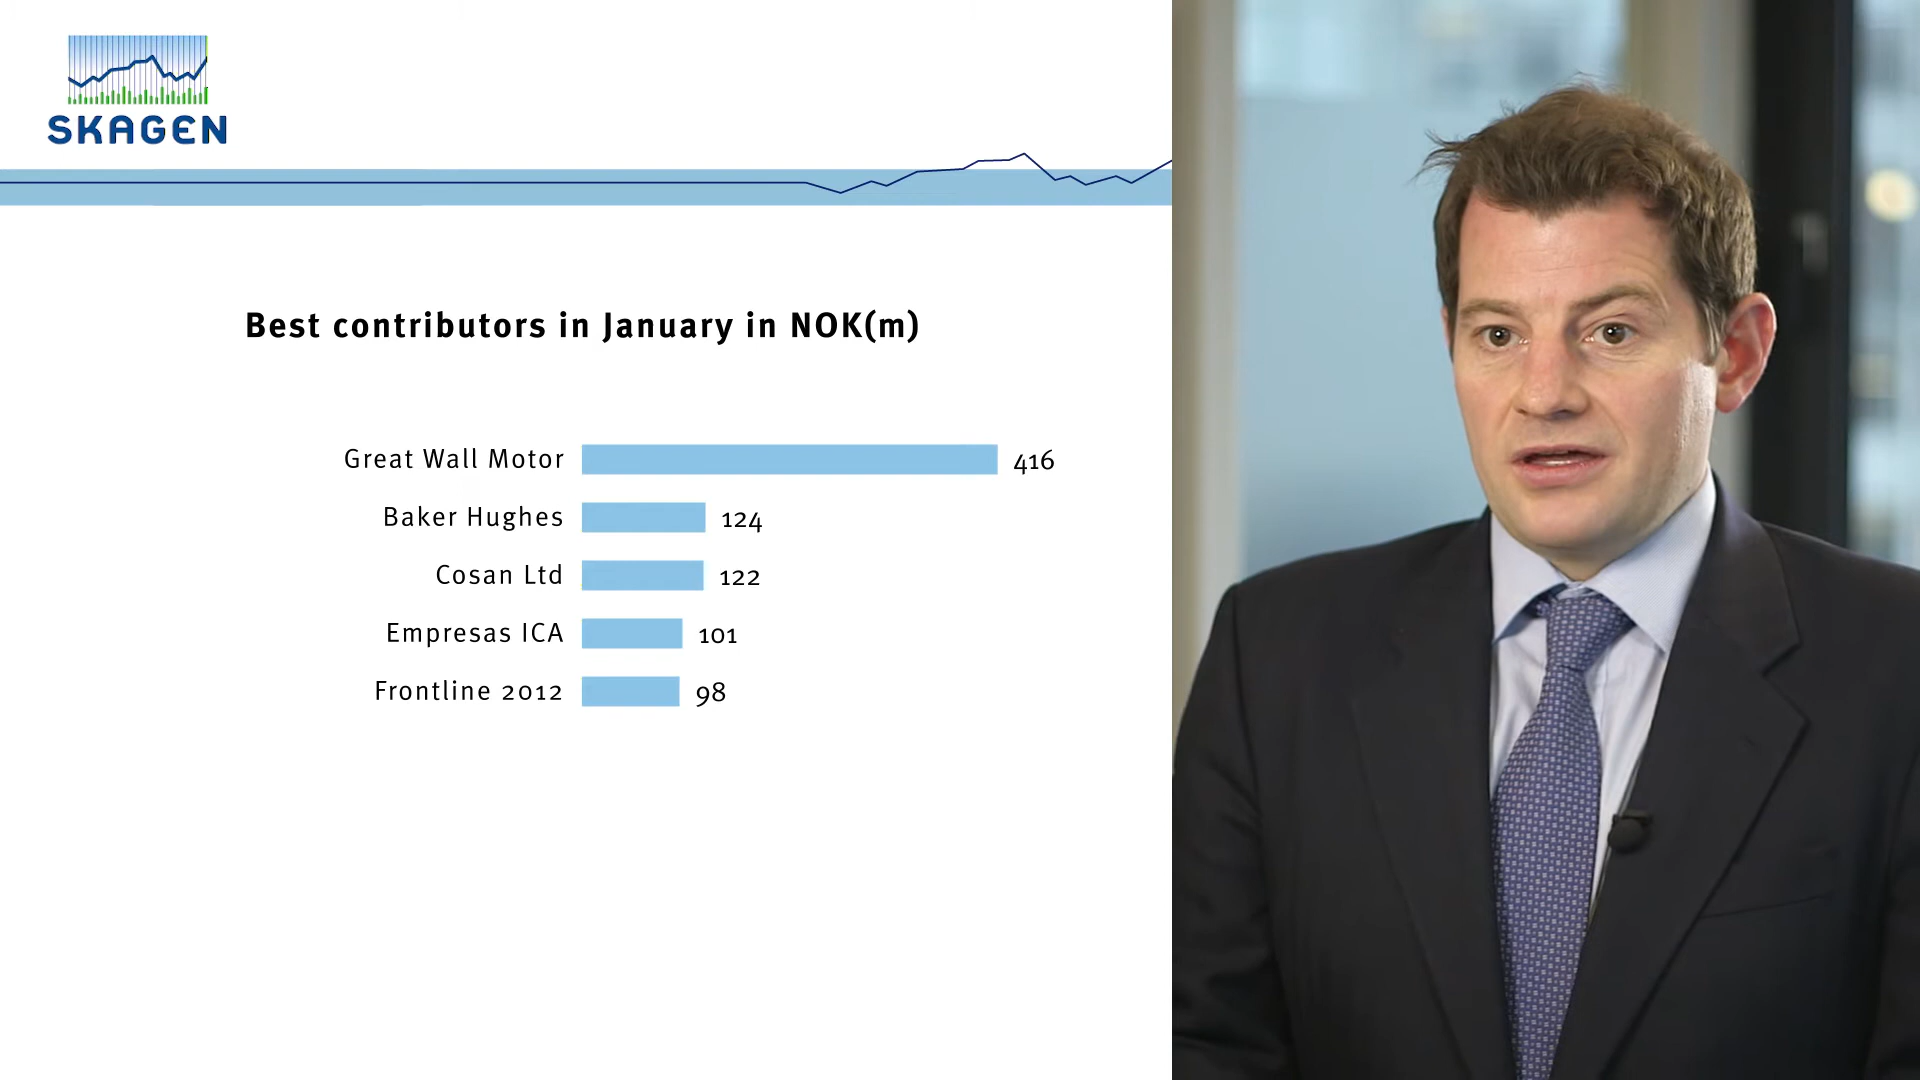 SKAGEN
Best contributors in January in NOK(m)
Great Wall Motor 416
Baker Hughes 124
Cosan Ltd 122
Empresas ICA 101
Frontline 2012 98